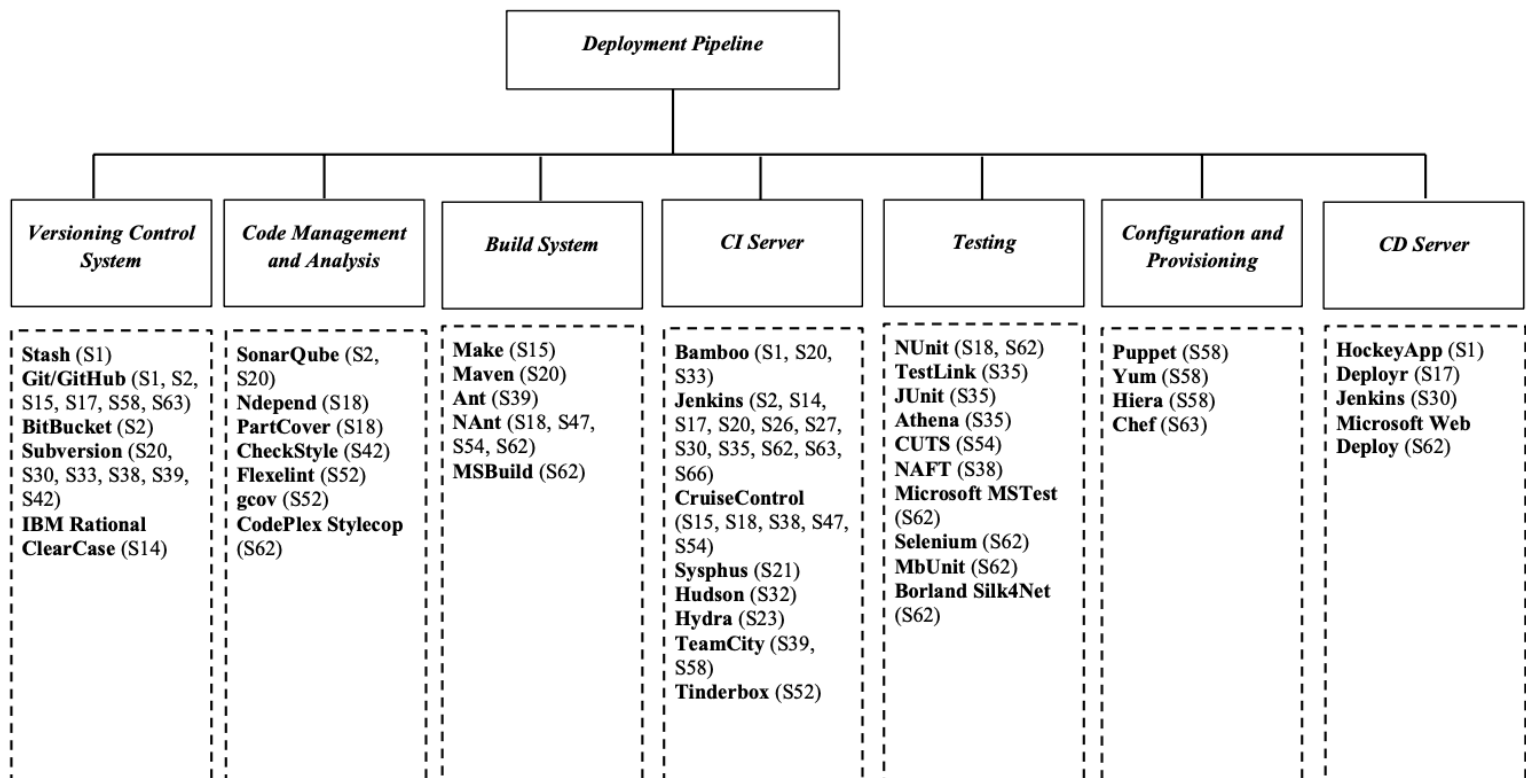 Deployment Pipeline
Versioning Control
System
Code Management
and Analysis
Build System
CI Server
Testing
Configuration and
Provisioning
CD Server
Stash (S1)
Git/GitHub (S1, S2,
S15, S17, S58, S63)
BitBucket (S2)
Subversion (S20,
S30, S33, S38, S39,
S42)
IBM Rational
ClearCase (S14)
SonarQube (S2,
S20)
Ndepend (S18)
PartCover (S18)
CheckStyle (S42)
Flexelint (S52)
gcov (S52)
CodePlex Stylecop
(S62)
Make (S15)
Maven (S20)
Ant (S39)
NAnt (S18, S47,
S54, S62)
MSBuild (S62)
Bamboo (S1, S20,
S33)
Jenkins (S2, S14,
S17, S20, S26, S27,
S30, S35, S62, S63,
S66)
CruiseControl
(S15, S18, S38, S47,
S54)
Sysphus (S21)
Hudson (S32)
Hydra (S23)
TeamCity (S39,
S58)
Tinderbox (S52)
NUnit (S18, S62)
TestLink (S35)
JUnit (S35)
Athena (S35)
CUTS (S54)
NAFT (S38)
Microsoft MSTest
(S62)
Selenium (S62)
MbUnit (S62)
Borland Silk4Net
(S62)
Puppet (S58)
Yum (S58)
Hiera (S58)
Chef (S63)
HockeyApp (S1)
Deployr (S17)
Jenkins (S30)
Microsoft Web
Deploy (S62)